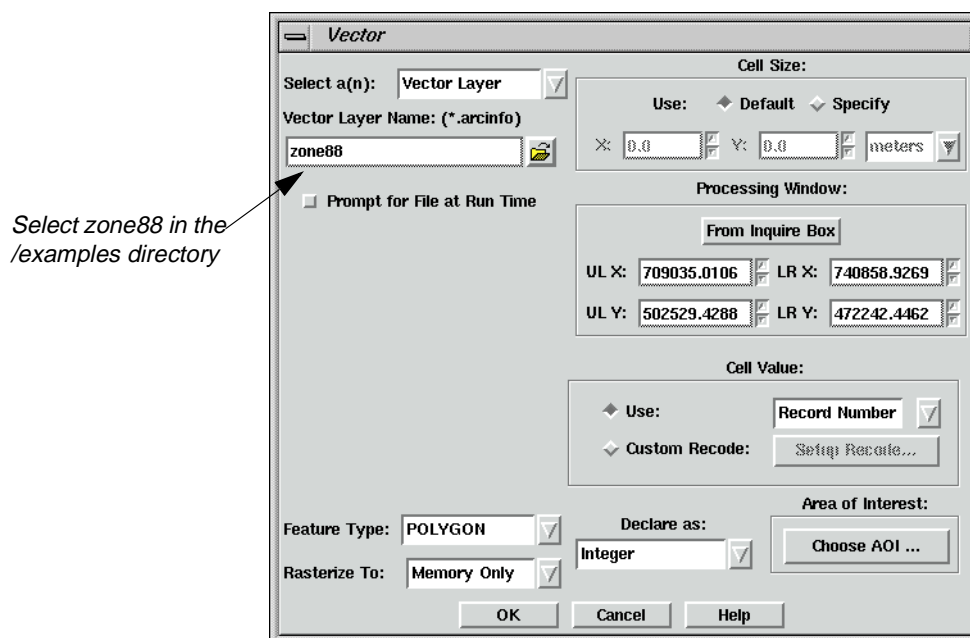 Vector
Select a(n): Vector Layer
Vector Layer Name: (*.arcinfo)
zone88
Prompt for File at Run Time
Select zone88 in the
/examples directory
Cell Size:
Use: Default Specify
X: 0.0 Y: 0.0 meters
Processing Window:
From Inquire Box
UL X: 709035.0106 LR X: 740858.9269
UL Y: 502529.4288 LR Y: 472242.4462
Cell Value:
Use: Record Number
Custom Recode: Setup Recode...
Feature Type: POLYGON
Rasterize To: Memory Only
Declare as:
Integer
Area of Interest:
Choose AOI ...
OK Cancel Help